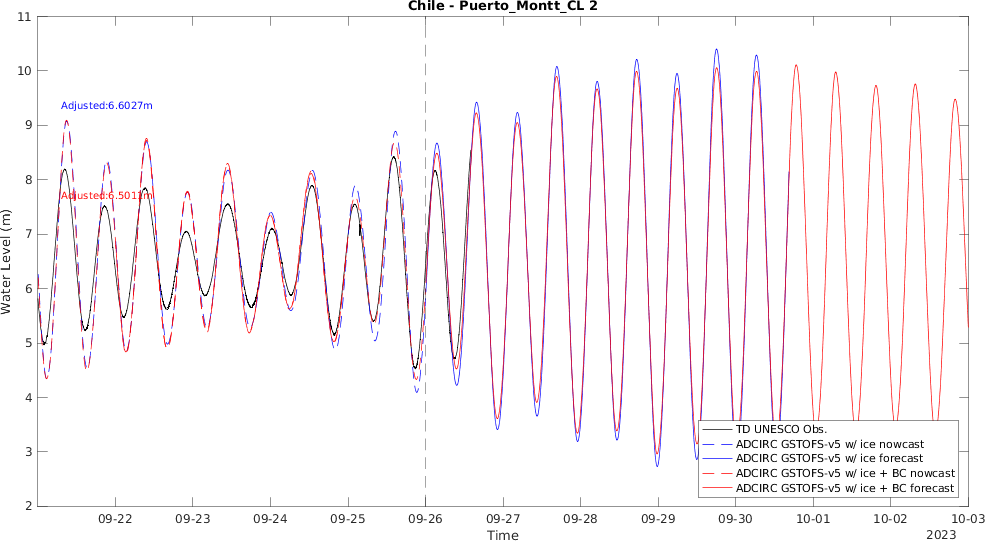 Chile - Puerto_Montt_CL 2
11
10
9
8
7
6
5
4
3
2
Water Level (m)
Adjusted:6.6027m
Adjusted:6.5011m
TD UNESCO Obs.
ADCIRC GSTOFS-v5 w/ ice nowcast
ADCIRC GSTOFS-v5 w/ ice forecast
ADCIRC GSTOFS-v5 w/ ice + BC nowcast
ADCIRC GSTOFS-v5 w/ ice + BC forecast
09-22 09-23 09-24 09-25 09-26 09-27 09-28 09-29 09-30 10-01 10-02 10-03
Time
2023